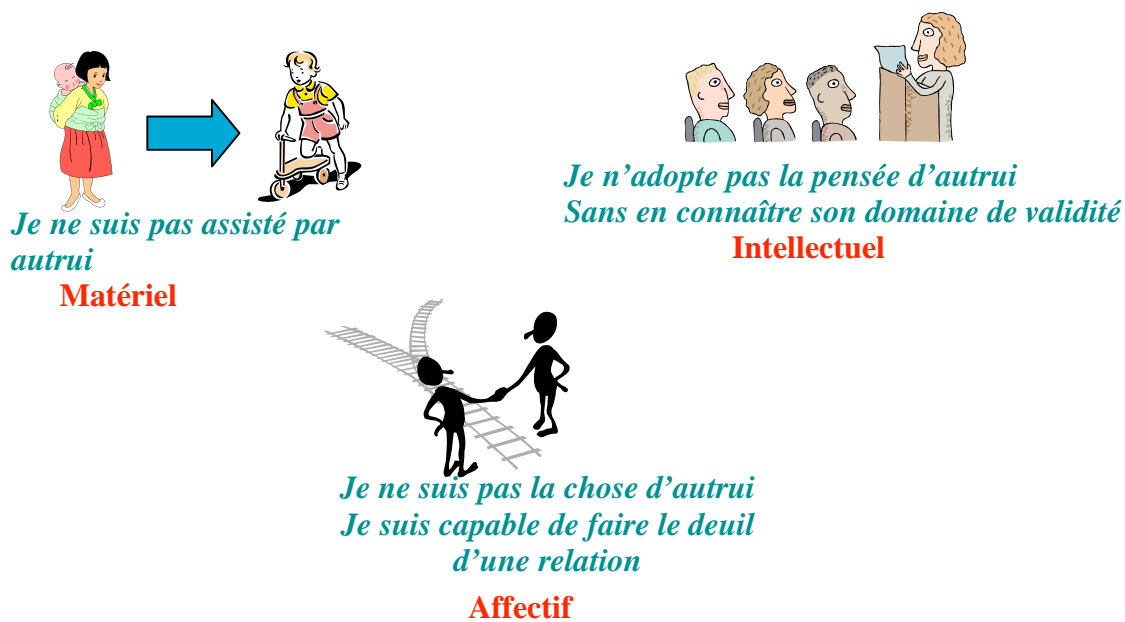 Je ne suis pas assisté par
autrui
Matériel
Je n’adopte pas la pensée d’autrui
Sans en connaître son domaine de validité
Intellectuel
Je ne suis pas la chose d’autrui
Je suis capable de faire le deuil
d’une relation
Affectif